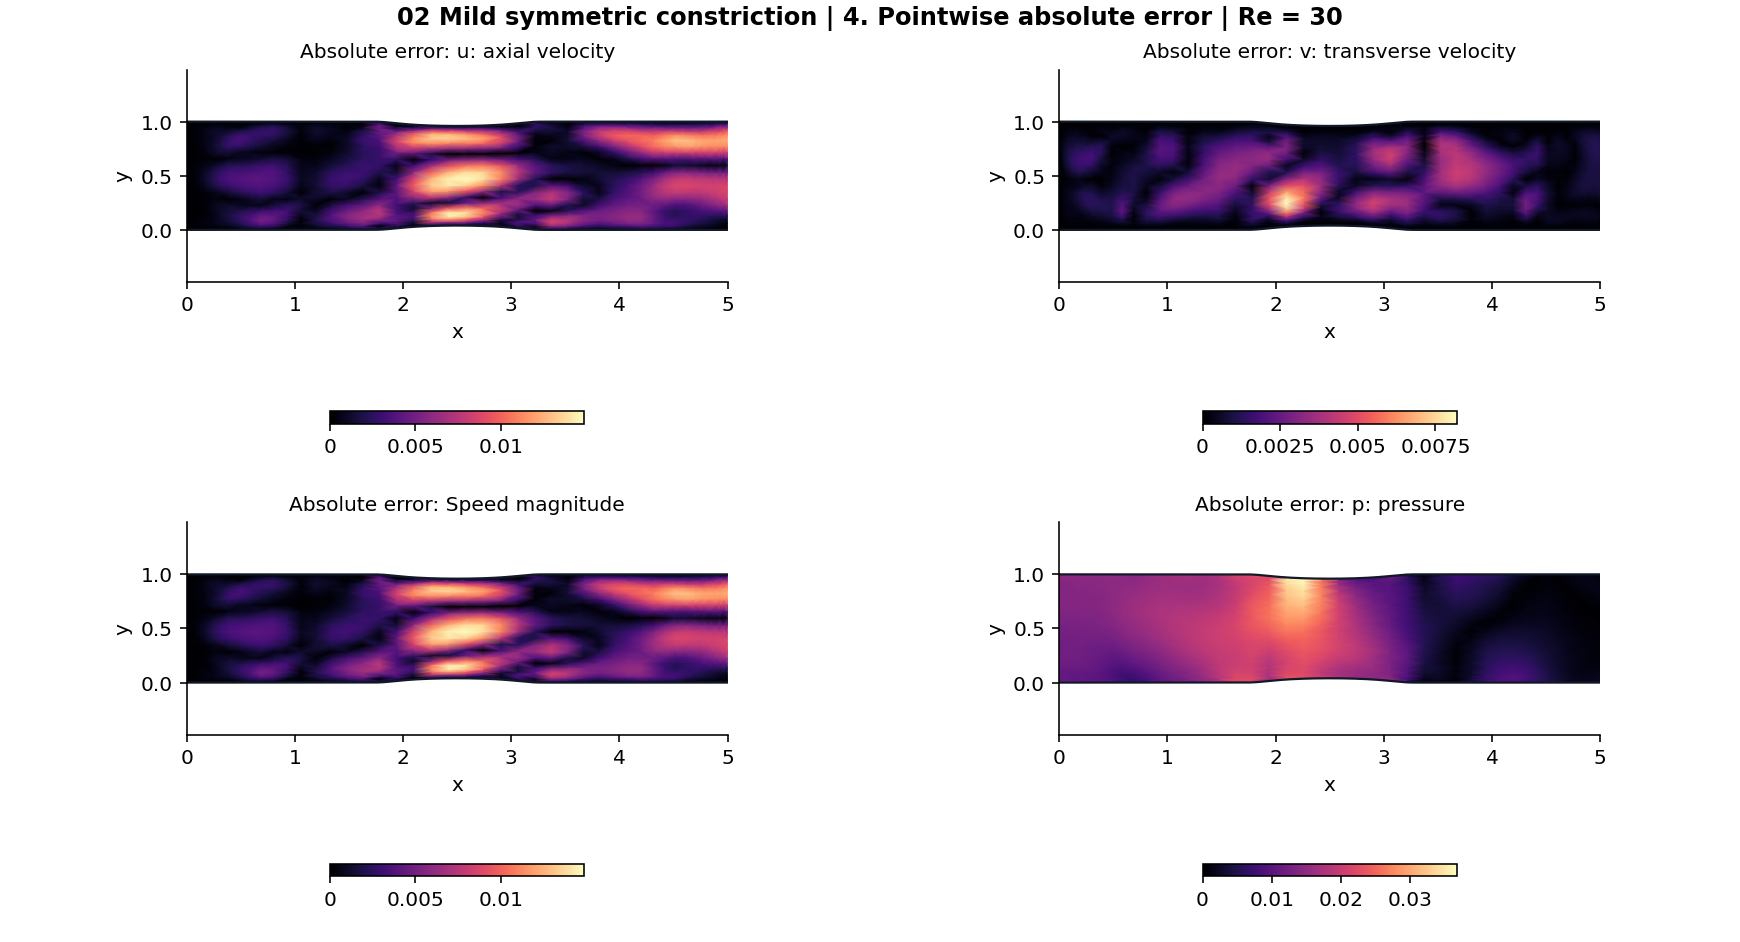 02 Mild symmetric constriction | 4. Pointwise absolute error | Re = 30
Absolute error: u: axial velocity
1.0
0.5
0.0
y
0 1 2 3 4 5
x
0 0.005 0.01
Absolute error: v: transverse velocity
1.0
0.5
0.0
y
0 1 2 3 4 5
x
0 0.0025 0.005 0.0075
Absolute error: Speed magnitude
1.0
0.5
0.0
y
0 1 2 3 4 5
x
0 0.005 0.01
Absolute error: p: pressure
1.0
0.5
0.0
y
0 1 2 3 4 5
x
0 0.01 0.02 0.03